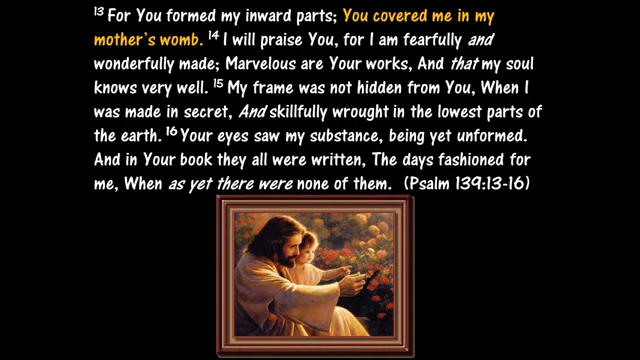 13 For You formed my inward parts; You covered me in my
mother's womb. 14 I will praise You, for I am fearfully and
wonderfully made; Marvelous are Your works, And that my soul
knows very well. 15 My frame was not hidden from You, When I
was made in secret, And skillfully wrought in the lowest parts of
the earth. 16 Your eyes saw my substance, being yet unformed.
And in Your book they all were written, The days fashioned for
me, When as yet there were none of them. (Psalm 139:13-16)